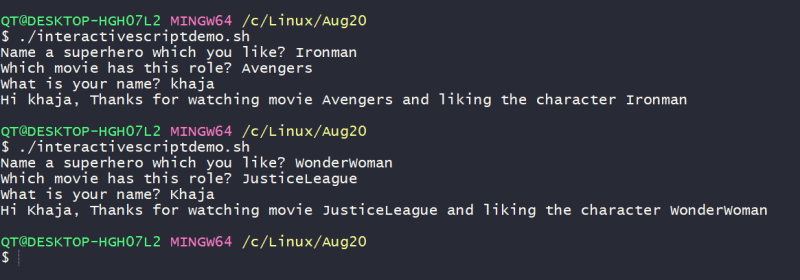 QT@DESKTOP-HGH07L2 MINGW64 /c/Linux/Aug20
$ ./interactivescriptdemo.sh
Name a superhero which you like? Ironman
Which movie has this role? Avengers
What is your name? khaja
Hi khaja, Thanks for watching movie Avengers and liking the character Ironman
QT@DESKTOP-HGH07L2 MINGW64 /c/Linux/Aug20
$ ./interactivescriptdemo.sh
Name a superhero which you like? WonderWoman
Which movie has this role? JusticeLeague
What is your name? Khaja
Hi Khaja, Thanks for watching movie JusticeLeague and liking the character WonderWoman
QT@DESKTOP-HGH07L2 MINGW64 /c/Linux/Aug20
$